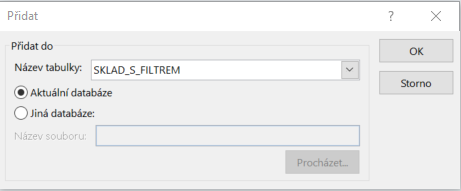 Přidat
?
Přidat do
OK
Název tabulky: SKLAD_S_FILTREM
Storno
Aktuální databáze
Jiná databáze:
Název souboru:
Procházet...